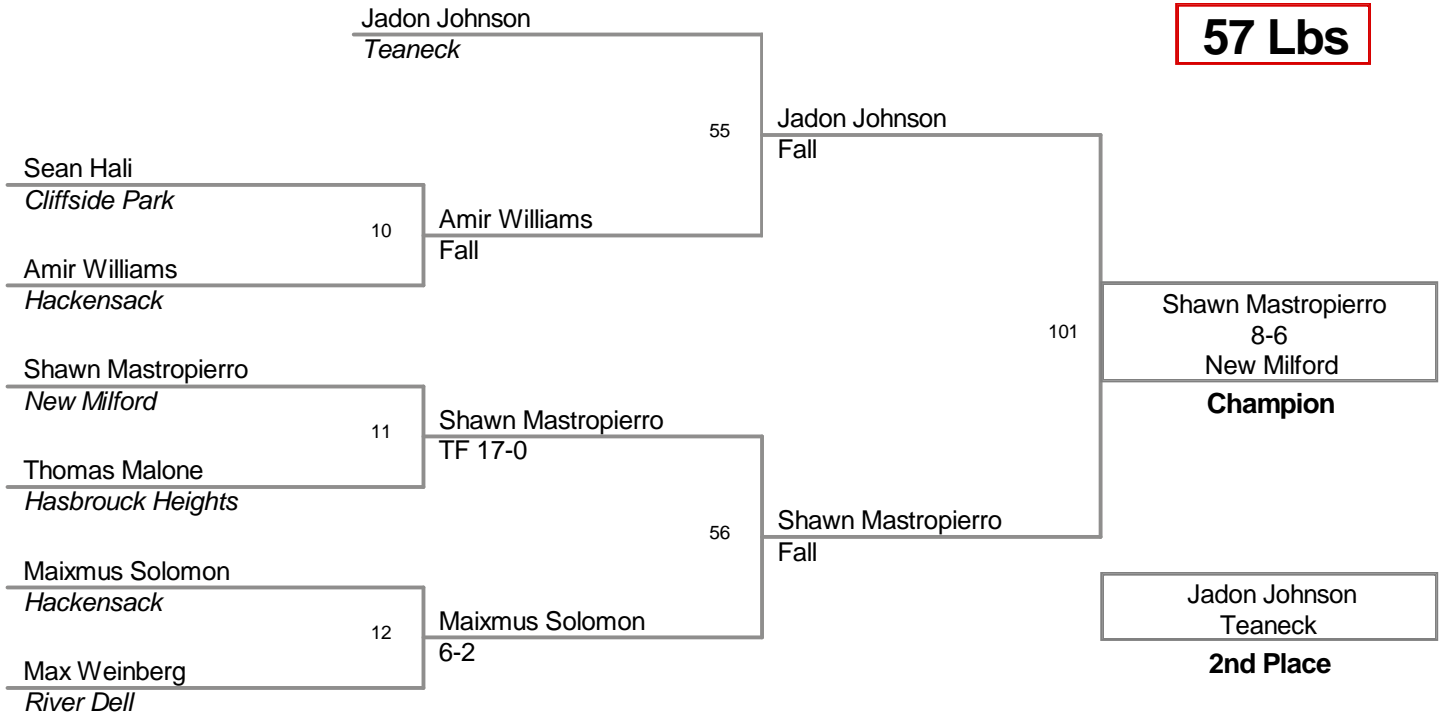 Jadon Johnson
Teaneck
57 Lbs
55
Jadon Johnson
Fall
Sean Hali
Cliffside Park
10
Amir Williams
Fall
Amir Williams
Hackensack
101
Shawn Mastropierro
8-6
New Milford
Champion
Shawn Mastropierro
New Milford
11
Shawn Mastropierro
TF 17-0
Thomas Malone
Hasbrouck Heights
56
Shawn Mastropierro
Fall
Maixmus Solomon
Hackensack
12
Maixmus Solomon
6-2
Max Weinberg
River Dell
Jadon Johnson
Teaneck
2nd Place